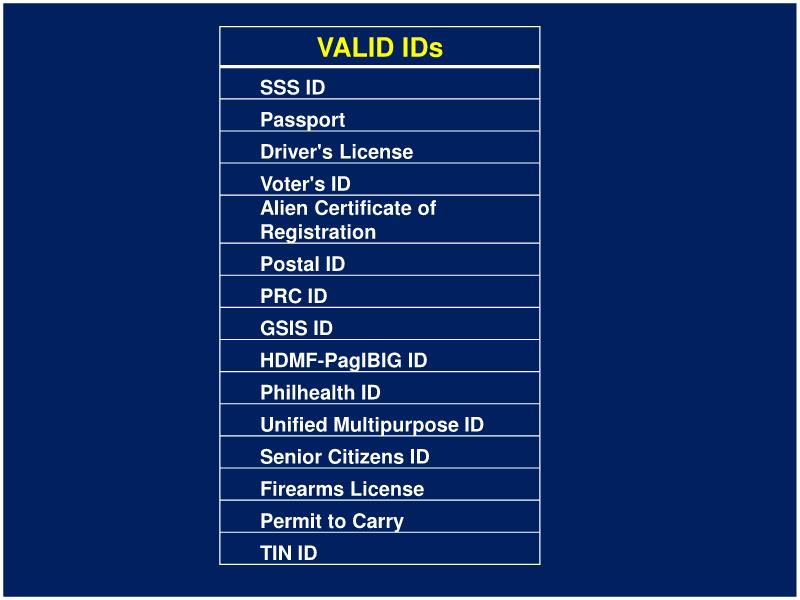 VALID IDs
SSS ID
Passport
Driver's License
Voter's ID
Alien Certificate of
Registration
Postal ID
PRC ID
GSIS ID
HDMF-PagIBIG ID
Philhealth ID
Unified Multipurpose ID
Senior Citizens ID
Firearms License
Permit to Carry
TIN ID